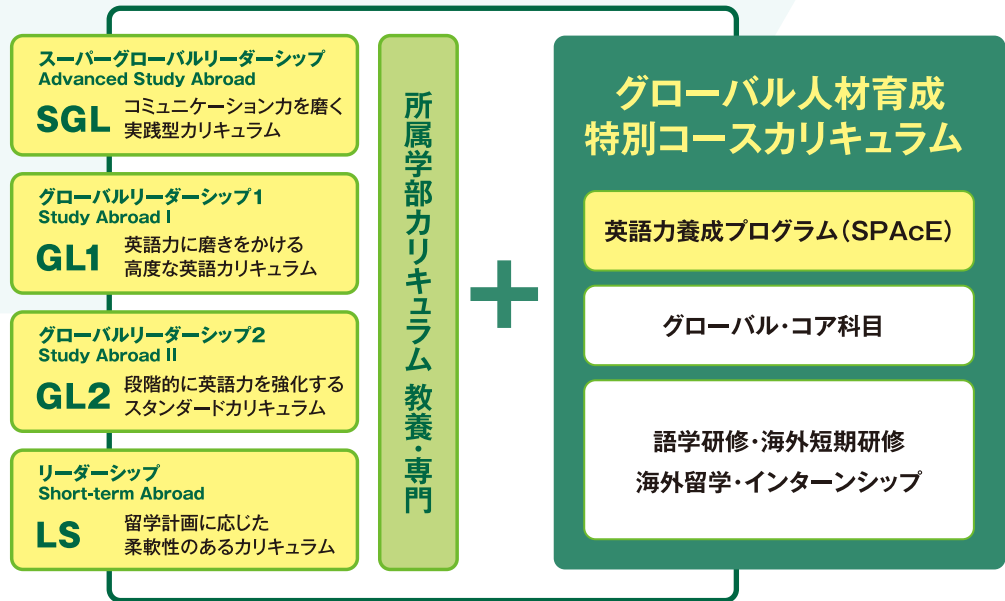 スーパーグローバルリーダーシップ
Advanced Study Abroad
SGL
コミュニケーション力を磨く
実践型カリキュラム
グローバルリーダーシップ1
Study Abroad I
GL1
英語力に磨きをかける
高度な英語カリキュラム
グローバルリーダーシップ2
Study Abroad II
GL2
段階的に英語力を強化する
スタンダードカリキュラム
リーダーシップ
Short-term Abroad
LS
留学計画に応じた
柔軟性のあるカリキュラム
所属学部カリキュラム 教養・専門
+
グローバル人材育成
特別コースカリキュラム
英語力養成プログラム(SPAcE)
グローバル・コア科目
語学研修・海外短期研修
海外留学・インターンシップ